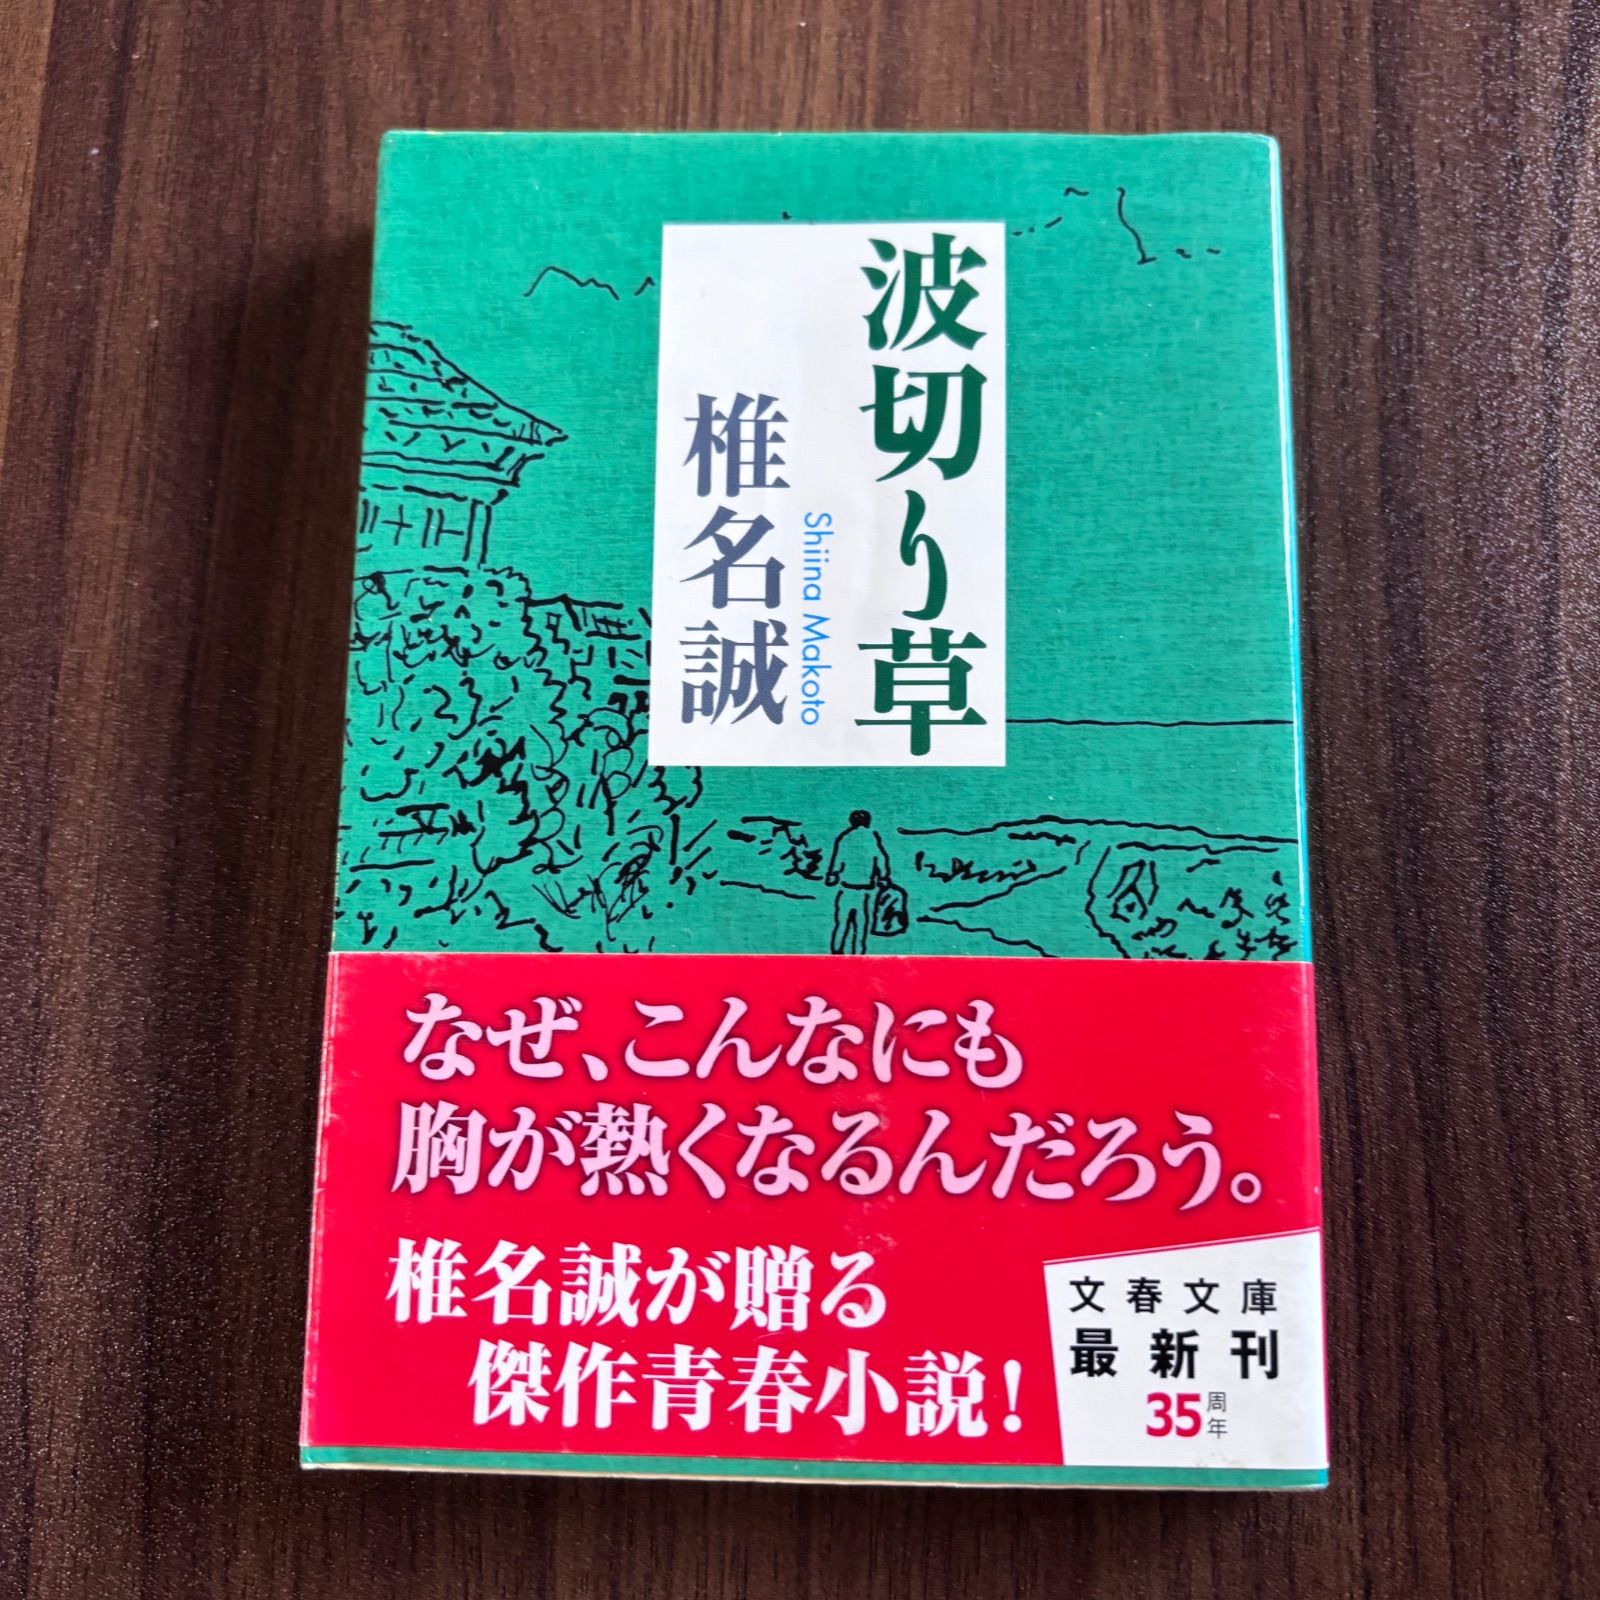 波切り草
Shiina Makoto
椎名誠
なぜ、こんなにも
胸が熱くなるんだろう。
椎名誠が贈る
傑作青春小説！
文春文庫
最新刊
35周年